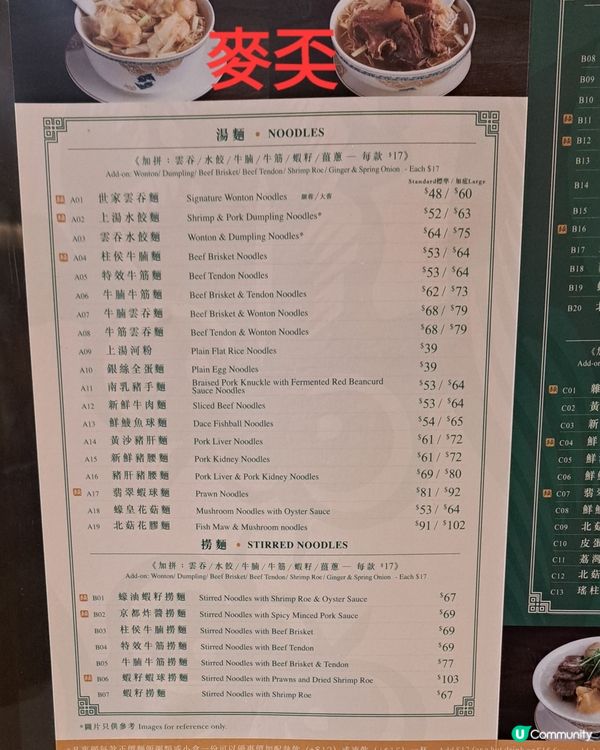 麥奀
湯麵 • NOODLES
《加拼：雲吞/水餃/牛腩/牛筋/蝦籽/薑蔥 — 每款 $17》
Add-on: Wonton/ Dumpling/ Beef Brisket/ Beef Tendon/ Shrimp Roe/ Ginger & Spring Onion - Each $17
Standard標準 / 加底Large
A01 世家雲吞麵 Signature Wonton Noodles 細蓉/大蓉 $48 / $60
A02 上湯水餃麵 Shrimp & Pork Dumpling Noodles* $52 / $63
A03 雲吞水餃麵 Wonton & Dumpling Noodles* $64 / $75
A04 柱侯牛腩麵 Beef Brisket Noodles $53 / $64
A05 特效牛筋麵 Beef Tendon Noodles $53 / $64
A06 牛腩牛筋麵 Beef Brisket & Tendon Noodles $62 / $73
A07 牛腩雲吞麵 Beef Brisket & Wonton Noodles $68 / $79
A08 牛筋雲吞麵 Beef Tendon & Wonton Noodles $68 / $79
A09 上湯河粉 Plain Flat Rice Noodles $39
A10 銀絲全蛋麵 Plain Egg Noodles $39
A11 南乳豬手麵 Braised Pork Knuckle with Fermented Red Beancurd Sauce Noodles $53 / $64
A12 新鮮牛肉麵 Sliced Beef Noodles $53 / $64
A13 鮮鯪魚球麵 Dace Fishball Noodles $54 / $65
A14 黃沙豬肝麵 Pork Liver Noodles $61 / $72
A15 新鮮豬腰麵 Pork Kidney Noodles $61 / $72
A16 豬肝豬腰麵 Pork Liver & Pork Kidney Noodles $69 / $80
A17 翡翠蝦球麵 Prawn Noodles $81 / $92
A18 蠔皇花菇麵 Mushroom Noodles with Oyster Sauce $53 / $64
A19 北菇花膠麵 Fish Maw & Mushroom noodles $91 / $102
撈麵 • STIRRED NOODLES
《加拼：雲吞/水餃/牛腩/牛筋/蝦籽/薑蔥 — 每款 $17》
Add-on: Wonton/ Dumpling/ Beef Brisket/ Beef Tendon/ Shrimp Roe/ Ginger & Spring Onion - Each $17
B01 蠔油蝦籽撈麵 Stirred Noodles with Shrimp Roe & Oyster Sauce $67
B02 京都炸醬撈麵 Stirred Noodles with Spicy Minced Pork Sauce $69
B03 柱侯牛腩撈麵 Stirred Noodles with Beef Brisket $69
B04 特效牛筋撈麵 Stirred Noodles with Beef Tendon $69
B05 牛腩牛筋撈麵 Stirred Noodles with Beef Brisket & Tendon $77
B06 蝦籽蝦球撈麵 Stirred Noodles with Prawns and Dried Shrimp Roe $103
B07 蝦籽撈麵 Stirred Noodles with Shrimp Roe $67
*圖片只供參考 Images for reference only.
B08
B09
B10
B11
B12
B13
B14
B15
B16
B17
B18
B19
B20
Add-on:
C01
C02 黃
C03 新
C04 鮮
C05 鮮
C06 鮮
C07 翡翠
C08 鮮
C09 北菇
C10 皮蛋
C11 荔灣
C12 北菇
C13 瑤柱
U Community